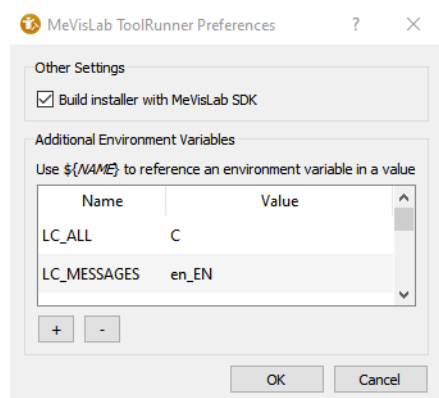 MeVisLab ToolRunner Preferences
Other Settings
Build installer with MeVisLab SDK
Additional Environment Variables
Use ${NAME} to reference an environment variable in a value
Name Value
LC_ALL C
LC_MESSAGES en_EN
+ -
OK Cancel